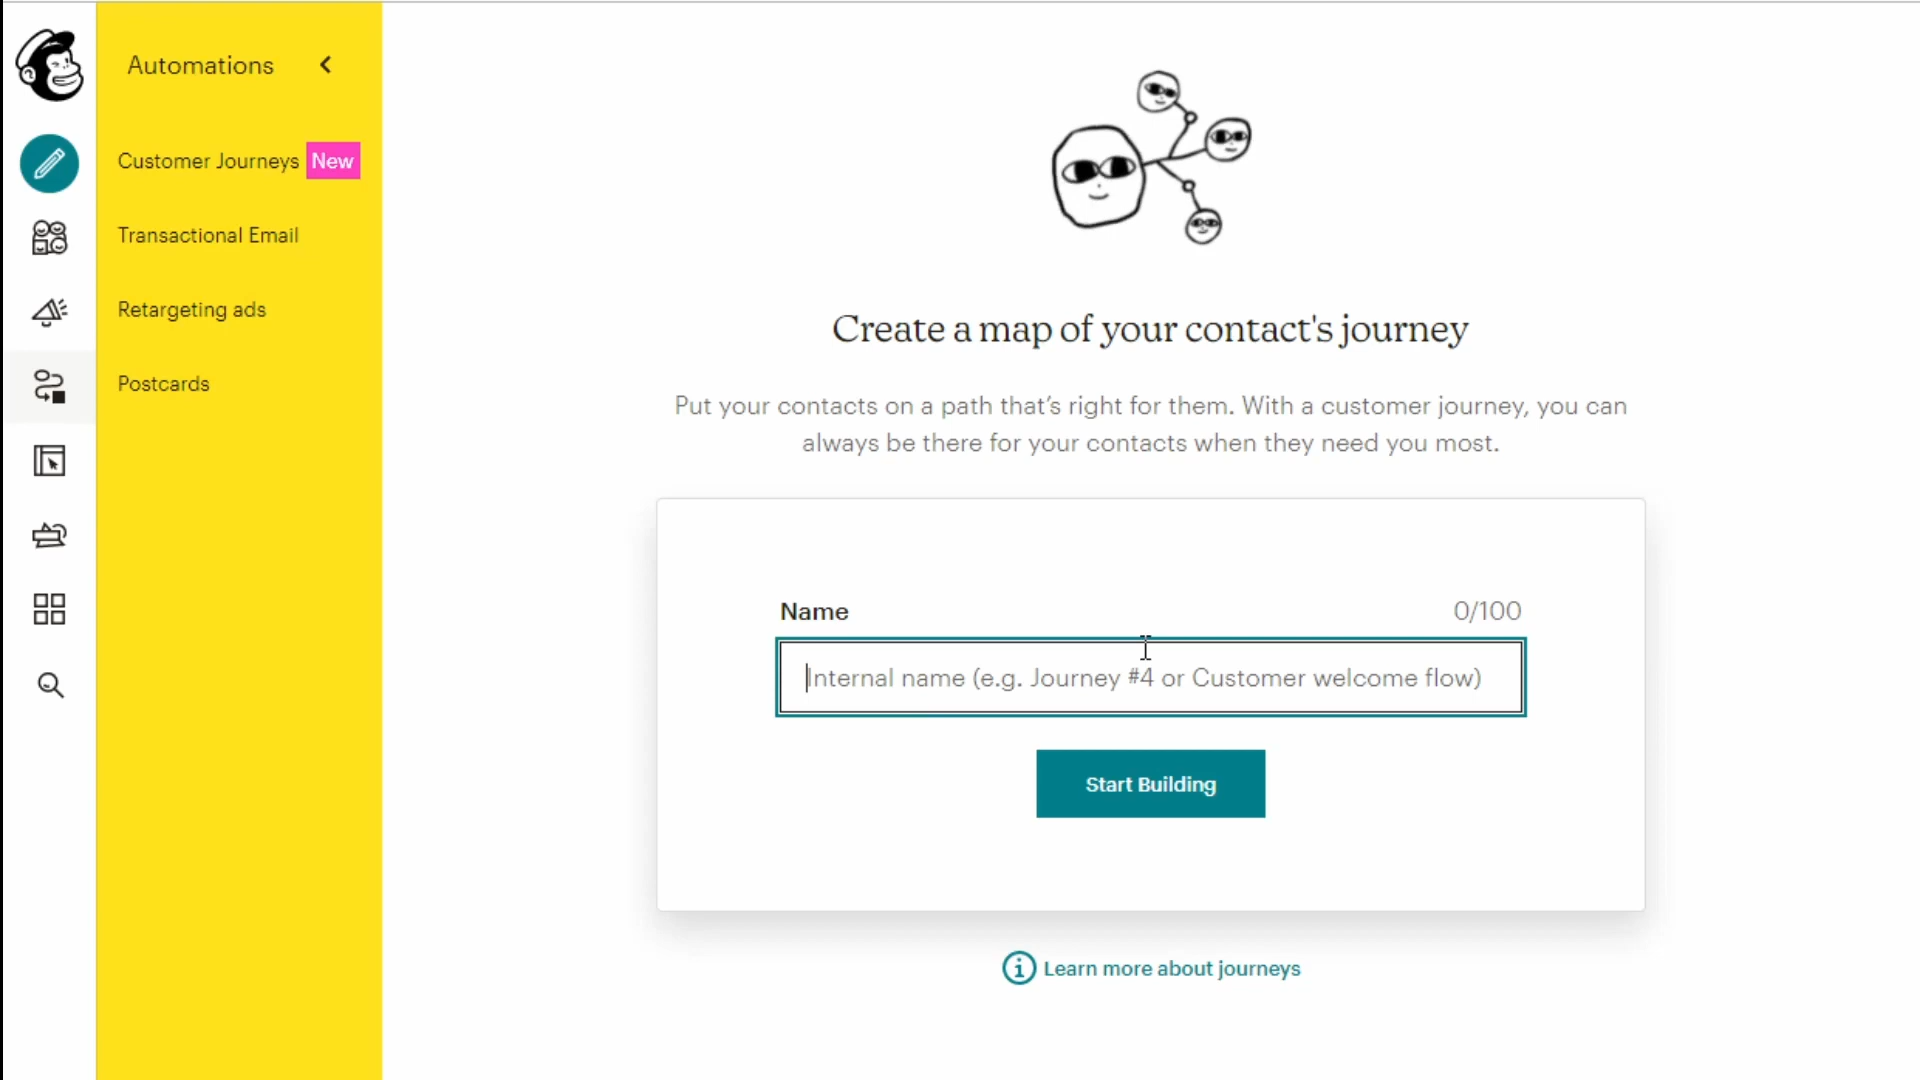 Automations
Customer Journeys New
Transactional Email
Retargeting ads
Postcards
Create a map of your contact's journey
Put your contacts on a path that's right for them. With a customer journey, you can
always be there for your contacts when they need you most.
Name 0/100
Internal name (e.g. Journey #4 or Customer welcome flow)
Start Building
Learn more about journeys